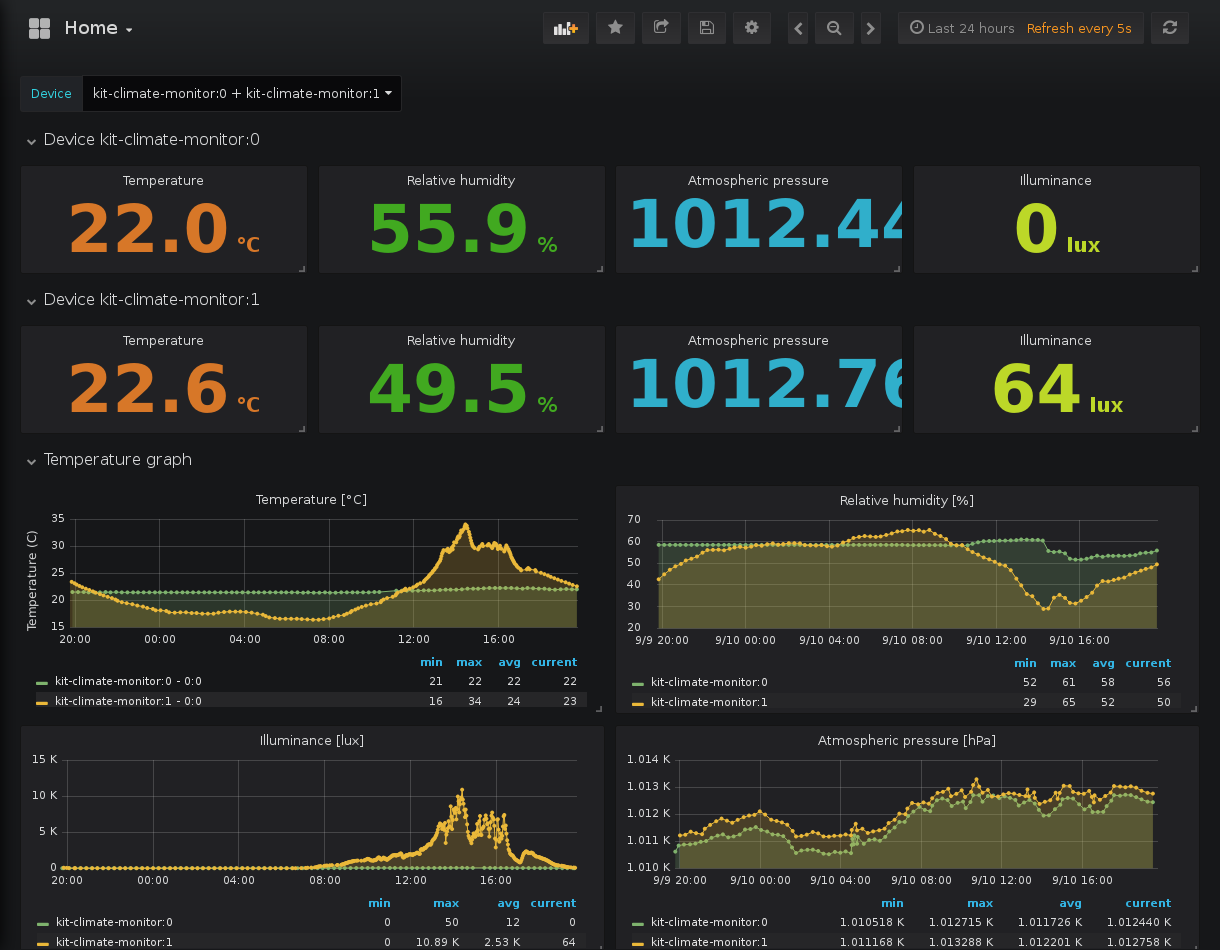 Home
Last 24 hours Refresh every 5s
Device kit-climate-monitor:0 + kit-climate-monitor:1
Device kit-climate-monitor:0
Temperature Relative humidity Atmospheric pressure Illuminance
22.0 °C 55.9 % 1012.44 0 lux
Device kit-climate-monitor:1
Temperature Relative humidity Atmospheric pressure Illuminance
22.6 °C 49.5 % 1012.76 64 lux
Temperature graph
Temperature [°C]
Temperature (C)
35
30
25
20
15
20:00 00:00 04:00 08:00 12:00 16:00
min max avg current
kit-climate-monitor:0 - 0:0 21 22 22 22
kit-climate-monitor:1 - 0:0 16 34 24 23
Relative humidity [%]
70
60
50
40
30
20
9/9 20:00 9/10 00:00 9/10 04:00 9/10 08:00 9/10 12:00 9/10 16:00
min max avg current
kit-climate-monitor:0 52 61 58 56
kit-climate-monitor:1 29 65 52 50
Illuminance [lux]
15 K
10 K
5 K
0
20:00 00:00 04:00 08:00 12:00 16:00
min max avg current
kit-climate-monitor:0 0 50 12 0
kit-climate-monitor:1 0 10.89 K 2.53 K 64
Atmospheric pressure [hPa]
1.014 K
1.013 K
1.012 K
1.011 K
1.010 K
9/9 20:00 9/10 00:00 9/10 04:00 9/10 08:00 9/10 12:00 9/10 16:00
min max avg current
kit-climate-monitor:0 1.010518 K 1.012715 K 1.011726 K 1.012440 K
kit-climate-monitor:1 1.011168 K 1.013288 K 1.012201 K 1.012758 K